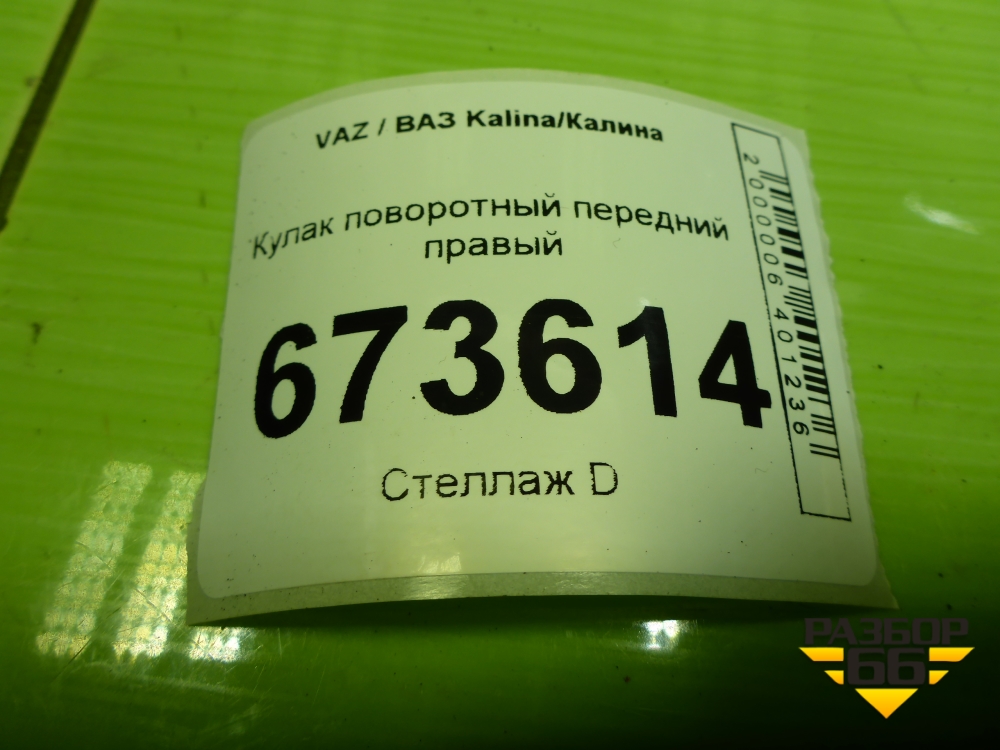 VAZ / ВАЗ Kalina/Калина
Кулак поворотный передний
правый
673614
Стеллаж D
2000006401236
РАЗБОР
66